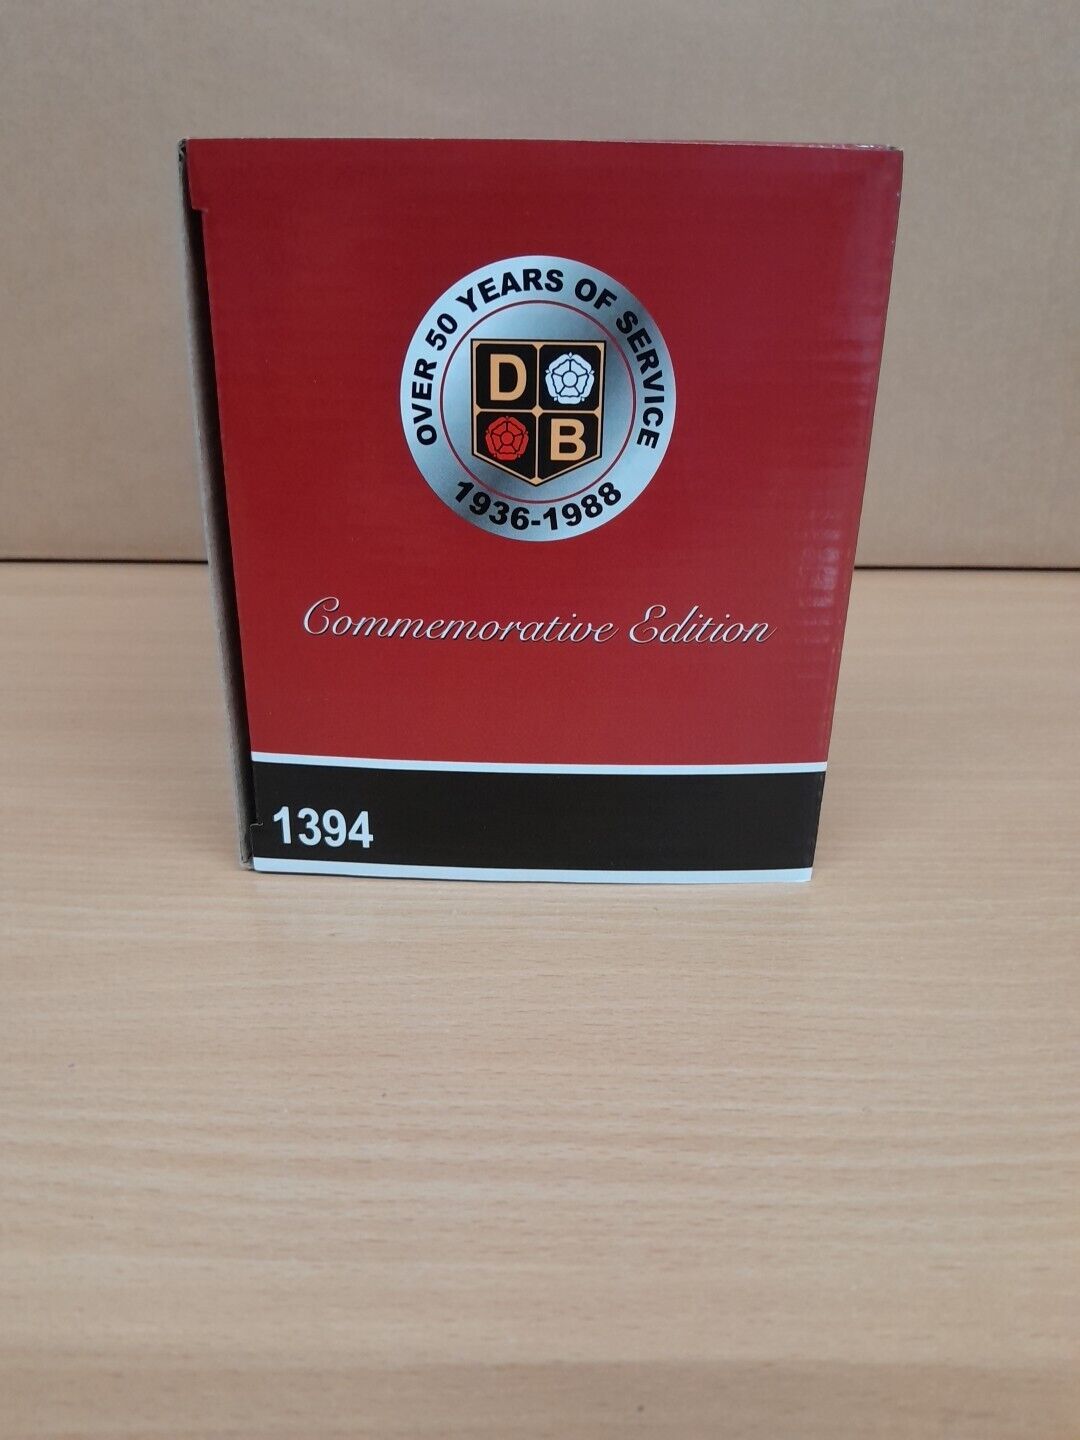 OVER 50 YEARS OF SERVICE
D
B
1936-1988
Commemorative Edition
1394